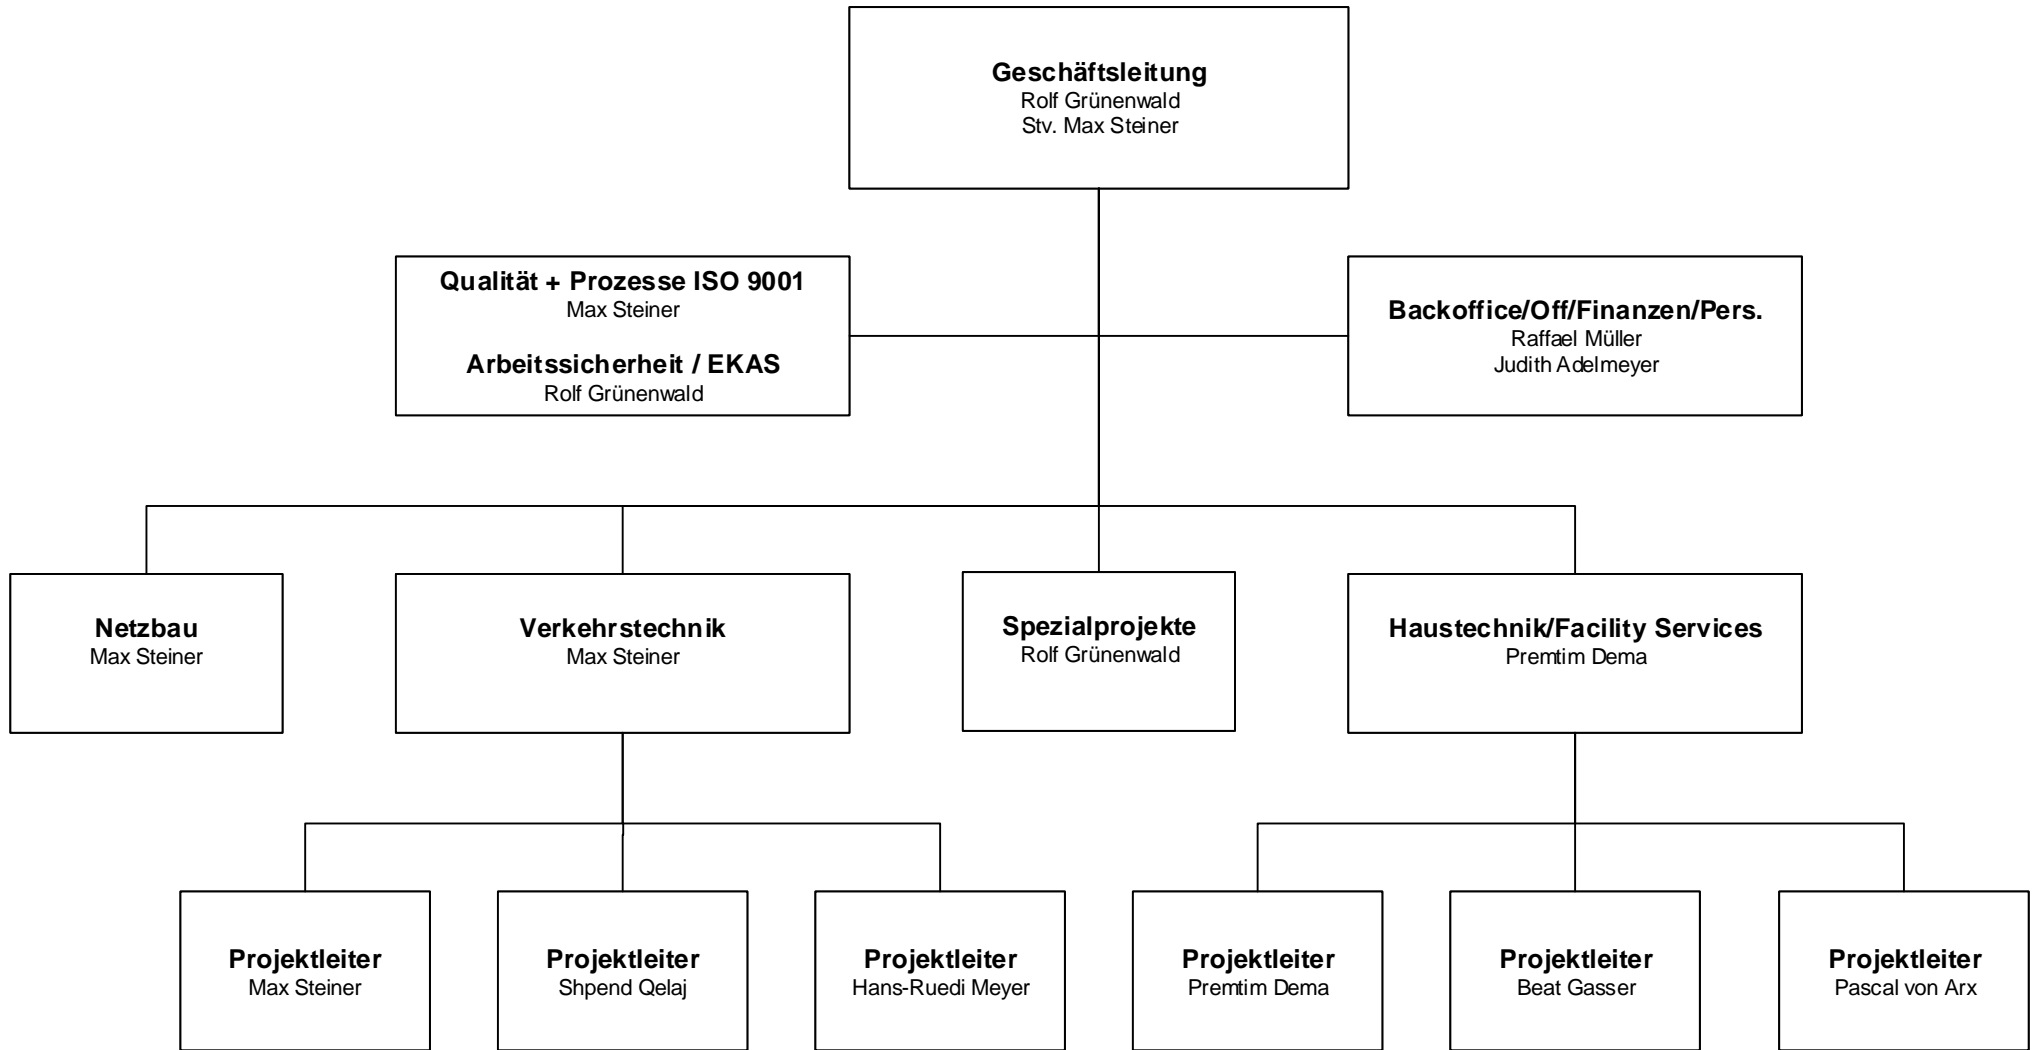 Geschäftsleitung
Rolf Grünenwald
Stv. Max Steiner
Qualität + Prozesse ISO 9001
Max Steiner
Arbeitssicherheit / EKAS
Rolf Grünenwald
Backoffice/Off/Finanzen/Pers.
Raffael Müller
Judith Adelmeyer
Netzbau
Max Steiner
Verkehrstechnik
Max Steiner
Spezialprojekte
Rolf Grünenwald
Haustechnik/Facility Services
Premtim Dema
Projektleiter
Max Steiner
Projektleiter
Shpend Qelaj
Projektleiter
Hans-Ruedi Meyer
Projektleiter
Premtim Dema
Projektleiter
Beat Gasser
Projektleiter
Pascal von Arx